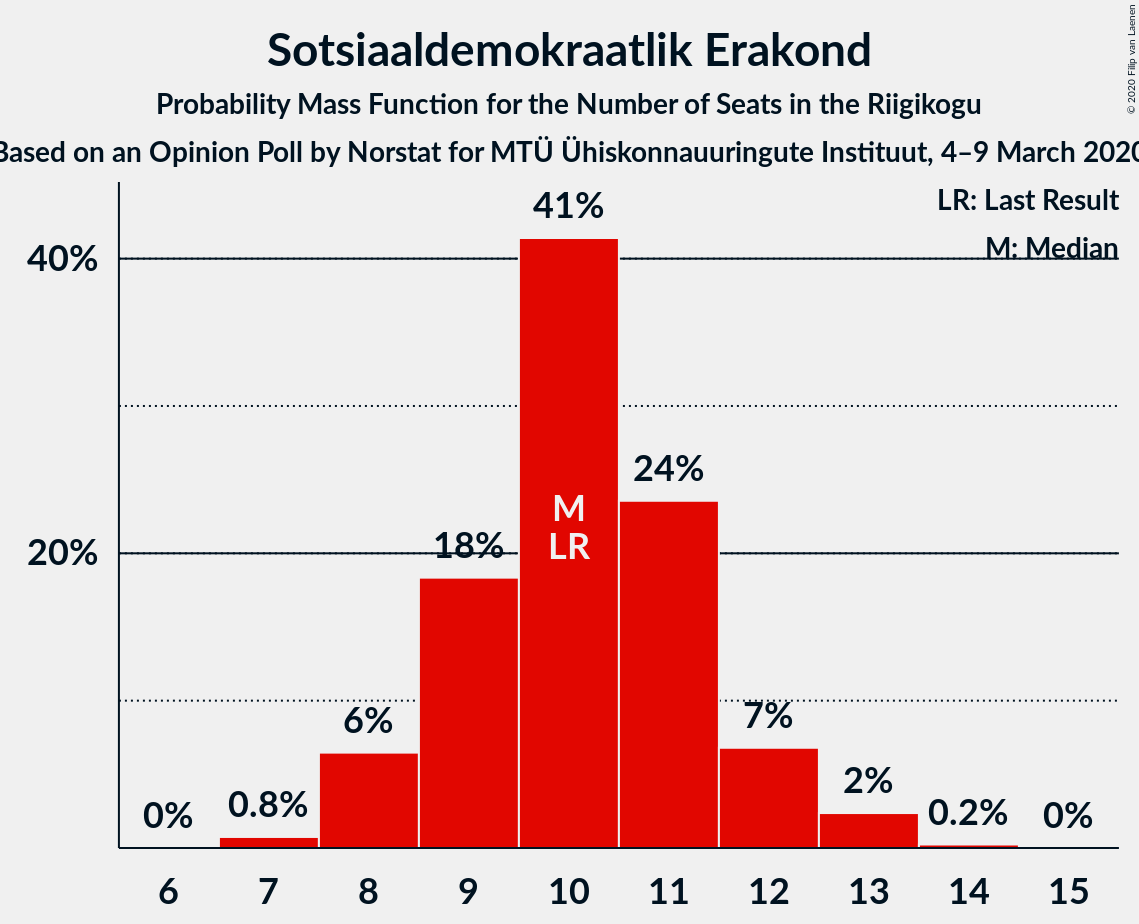 Sotsiaaldemokraatlik Erakond
Probability Mass Function for the Number of Seats in the Riigikogu
Based on an Opinion Poll by Norstat for MTÜ Ühiskonnauuringute Instituut, 4–9 March 2020
© 2020 Filip van Laenen
LR: Last Result
M: Median
40%
20%
0%
0.8%
6%
18%
41%
24%
7%
2%
0.2%
0%
M
LR
6 7 8 9 10 11 12 13 14 15